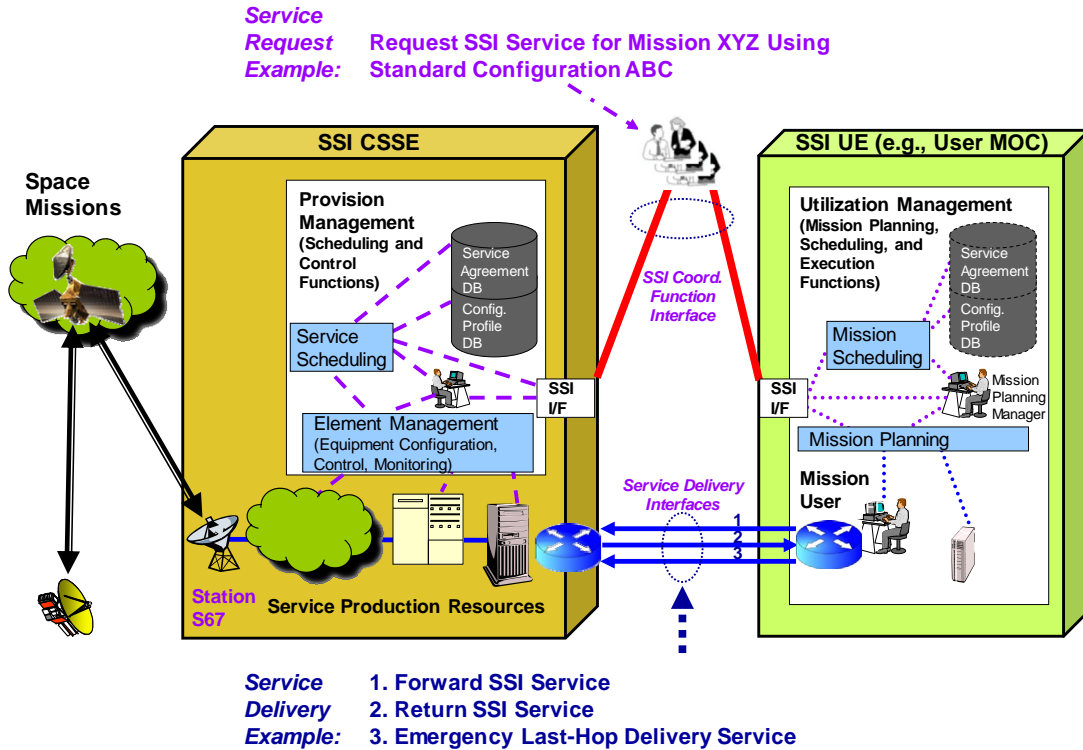 Service
Request Request SSI Service for Mission XYZ Using
Example: Standard Configuration ABC
SSI CSSE
SSI UE (e.g., User MOC)
Space
Missions
Provision
Management
(Scheduling and
Control
Functions)
Service
Agreement
DB
Config.
Profile
DB
Service
Scheduling
SSI
I/F
Element Management
(Equipment Configuration,
Control, Monitoring)
Station
S67
Service Production Resources
SSI Coord.
Function
Interface
Utilization Management
(Mission Planning,
Scheduling, and
Execution
Functions)
Service
Agreement
DB
Config.
Profile
DB
Mission
Scheduling
SSI
I/F
Mission
Planning
Manager
Mission Planning
Mission
User
Service Delivery
Interfaces
1
2
3
Service 1. Forward SSI Service
Delivery 2. Return SSI Service
Example: 3. Emergency Last-Hop Delivery Service